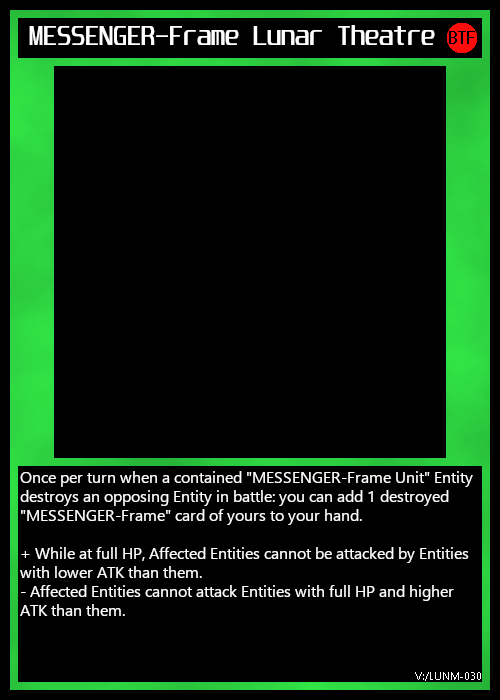 MESSENGER-Frame Lunar Theatre BTF
Once per turn when a contained "MESSENGER-Frame Unit" Entity
destroys an opposing Entity in battle: you can add 1 destroyed
"MESSENGER-Frame" card of yours to your hand.
+ While at full HP, Affected Entities cannot be attacked by Entities
with lower ATK than them.
- Affected Entities cannot attack Entities with full HP and higher
ATK than them.
V:/LUNM-030